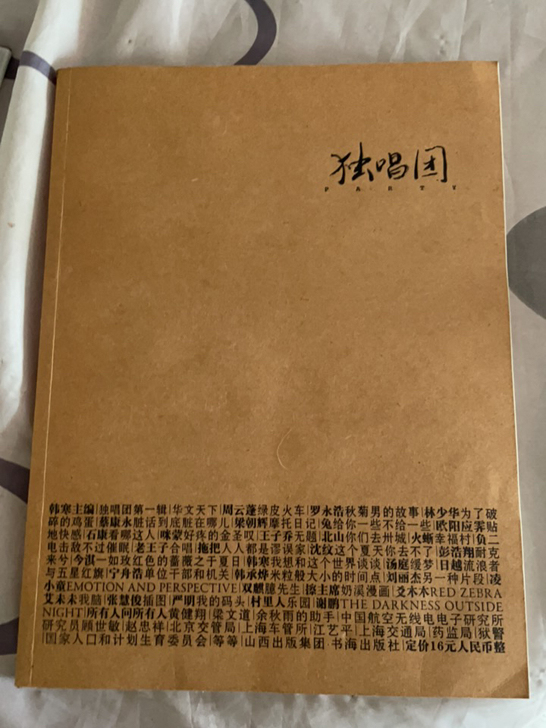 独唱团
PARTY
韩寒主编|独唱团第一辑|华文天下|周云蓬绿皮火车|罗永浩秋菊男的故事|林少华为了破
碎的鸡蛋|蔡康永脏话到底脏在哪儿|梁朝辉摩托日记|兔给你一些不给一些|欧阳应霁贴
地快感|石康看哪这人|咪蒙好疼的金圣叹|王子乔无题|北山你们去卅城|火蜥幸福村|负二
电击敌不过催眠|老王子合唱|拖把人人都是谬误家|沈纹这个夏天你去了|彭浩翔耐克
来兮|今淇一如玫红色的蔷薇之于夏日|韩寒我想和这个世界谈谈|汤庭缓梦|日越流浪者
与五星红旗|宁舟浩单位干部和机关|韩承烨米粒般大小的时间点|刘丽杰另一种片段|凌
小童EMOTION AND PERSPECTIVE|双麒臆先生|撩主席奶溪漫画|爻木木RED ZEBRA
艾未未我脑|张慧俊插图|严明我的码头|村里人乐园|谢鹏THE DARKNESS OUTSIDE
NIGHT|所有人问所有人黄健翔|梁文道|余秋雨的助手|中国航空无线电电子研究所
研究员顾世敏|赵忠祥|北京交管局|上海车管所|江艺平|上海交通局|药监局|狱警
国家人口和计划生育委员会|等等|山西出版集团 书海出版社|定价16元人民币整